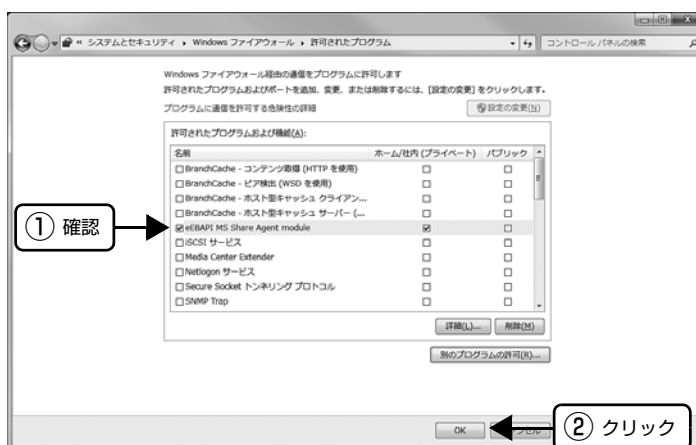 « システムとセキュリティ ▸ Windows ファイアウォール ▸ 許可されたプログラム
コントロール パネルの検索
Windows ファイアウォール経由の通信をプログラムに許可します
許可されたプログラムおよびポートを追加、変更、または削除するには、[設定の変更] をクリックします。
プログラムに通信を許可する危険性の詳細
設定の変更(N)
許可されたプログラムおよび機能(A):
名前 ホーム/社内 (プライベート) パブリック
BranchCache - コンテンツ取得 (HTTP を使用)
BranchCache - ピア検出 (WSD を使用)
BranchCache - ホスト型キャッシュ クライアン...
BranchCache - ホスト型キャッシュ サーバー (...
① 確認
eEBAPI MS Share Agent module
iSCSI サービス
Media Center Extender
Netlogon サービス
Secure Socket トンネリング プロトコル
SNMP Trap
詳細(L)... 削除(M)
別のプログラムの許可(R)...
OK
② クリック